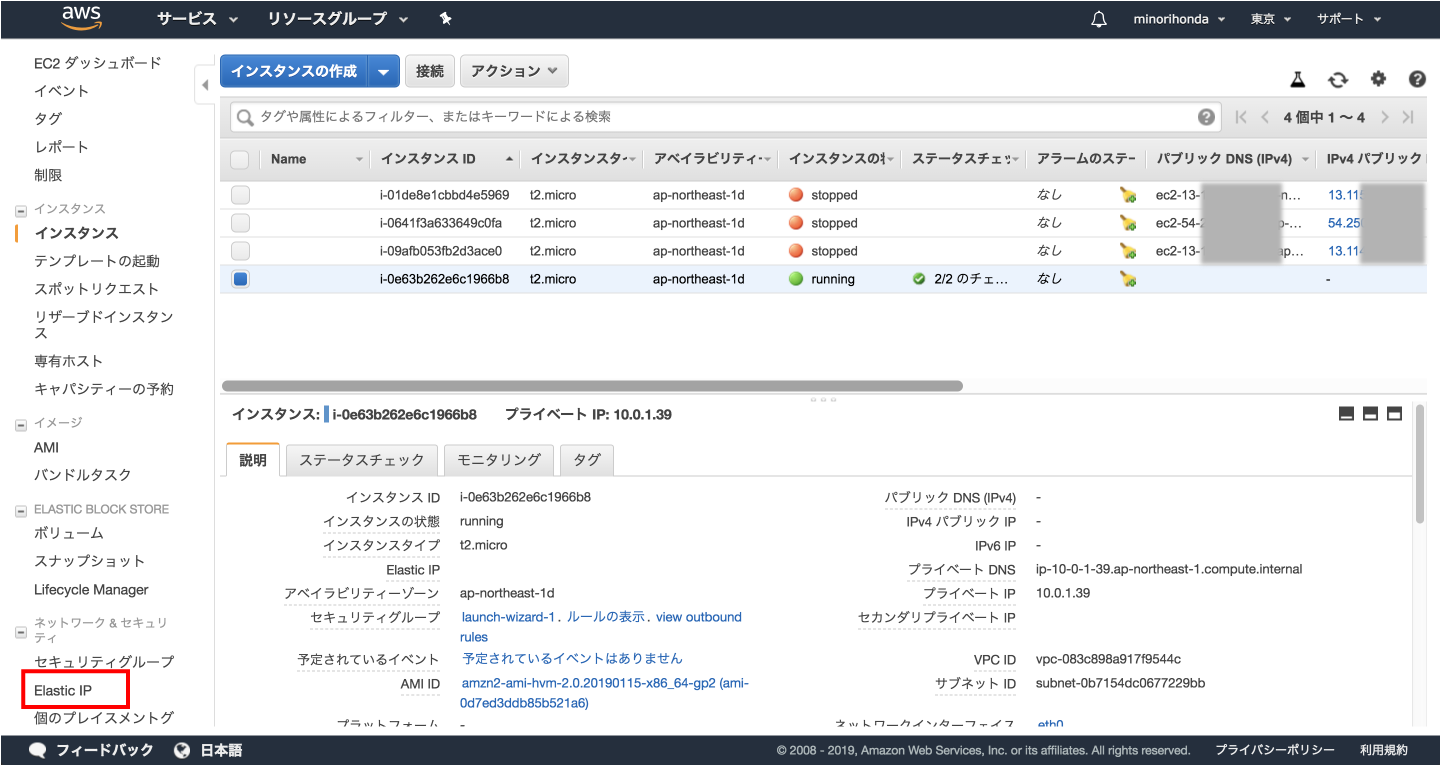 aws サービス リソースグループ minorihonda 東京 サポート
EC2 ダッシュボード
イベント
タグ
レポート
制限
インスタンス
インスタンス
テンプレートの起動
スポットリクエスト
リザーブドインスタン
ス
専有ホスト
キャパシティーの予約
イメージ
AMI
バンドルタスク
ELASTIC BLOCK STORE
ボリューム
スナップショット
Lifecycle Manager
ネットワーク & セキュリ
ティ
セキュリティグループ
Elastic IP
個のプレイスメントグ
インスタンスの作成 接続 アクション
タグや属性によるフィルター、またはキーワードによる検索 4 個中 1 ~ 4
Name インスタンス ID インスタンスタ アベイラビリティ インスタンスの ステータスチェ アラームのステー パブリック DNS (IPv4) IPv4 パブリック
i-01de8e1cbbd4e5969 t2.micro ap-northeast-1d stopped なし ec2-13- -n... 13.11
i-0641f3a633649c0fa t2.micro ap-northeast-1d stopped なし ec2-54- p-... 54.25
i-09afb053fb2d3ace0 t2.micro ap-northeast-1d stopped なし ec2-13- ap... 13.114
i-0e63b262e6c1966b8 t2.micro ap-northeast-1d running 2/2 のチェ... なし -
インスタンス: i-0e63b262e6c1966b8 プライベート IP: 10.0.1.39
説明 ステータスチェック モニタリング タグ
インスタンス ID i-0e63b262e6c1966b8 パブリック DNS (IPv4) -
インスタンスの状態 running IPv4 パブリック IP -
インスタンスタイプ t2.micro IPv6 IP -
Elastic IP プライベート DNS ip-10-0-1-39.ap-northeast-1.compute.internal
アベイラビリティーゾーン ap-northeast-1d プライベート IP 10.0.1.39
セキュリティグループ launch-wizard-1. ルールの表示. view outbound セカンダリプライベート IP
rules
予定されているイベント 予定されているイベントはありません VPC ID vpc-083c898a917f9544c
AMI ID amzn2-ami-hvm-2.0.20190115-x86_64-gp2 (ami- サブネット ID subnet-0b7154dc0677229bb
0d7ed3ddb85b521a6)
プラットフォーム - ネットワークインターフェイス eth0
フィードバック 日本語 © 2008 - 2019, Amazon Web Services, Inc. or its affiliates. All rights reserved. プライバシーポリシー 利用規約